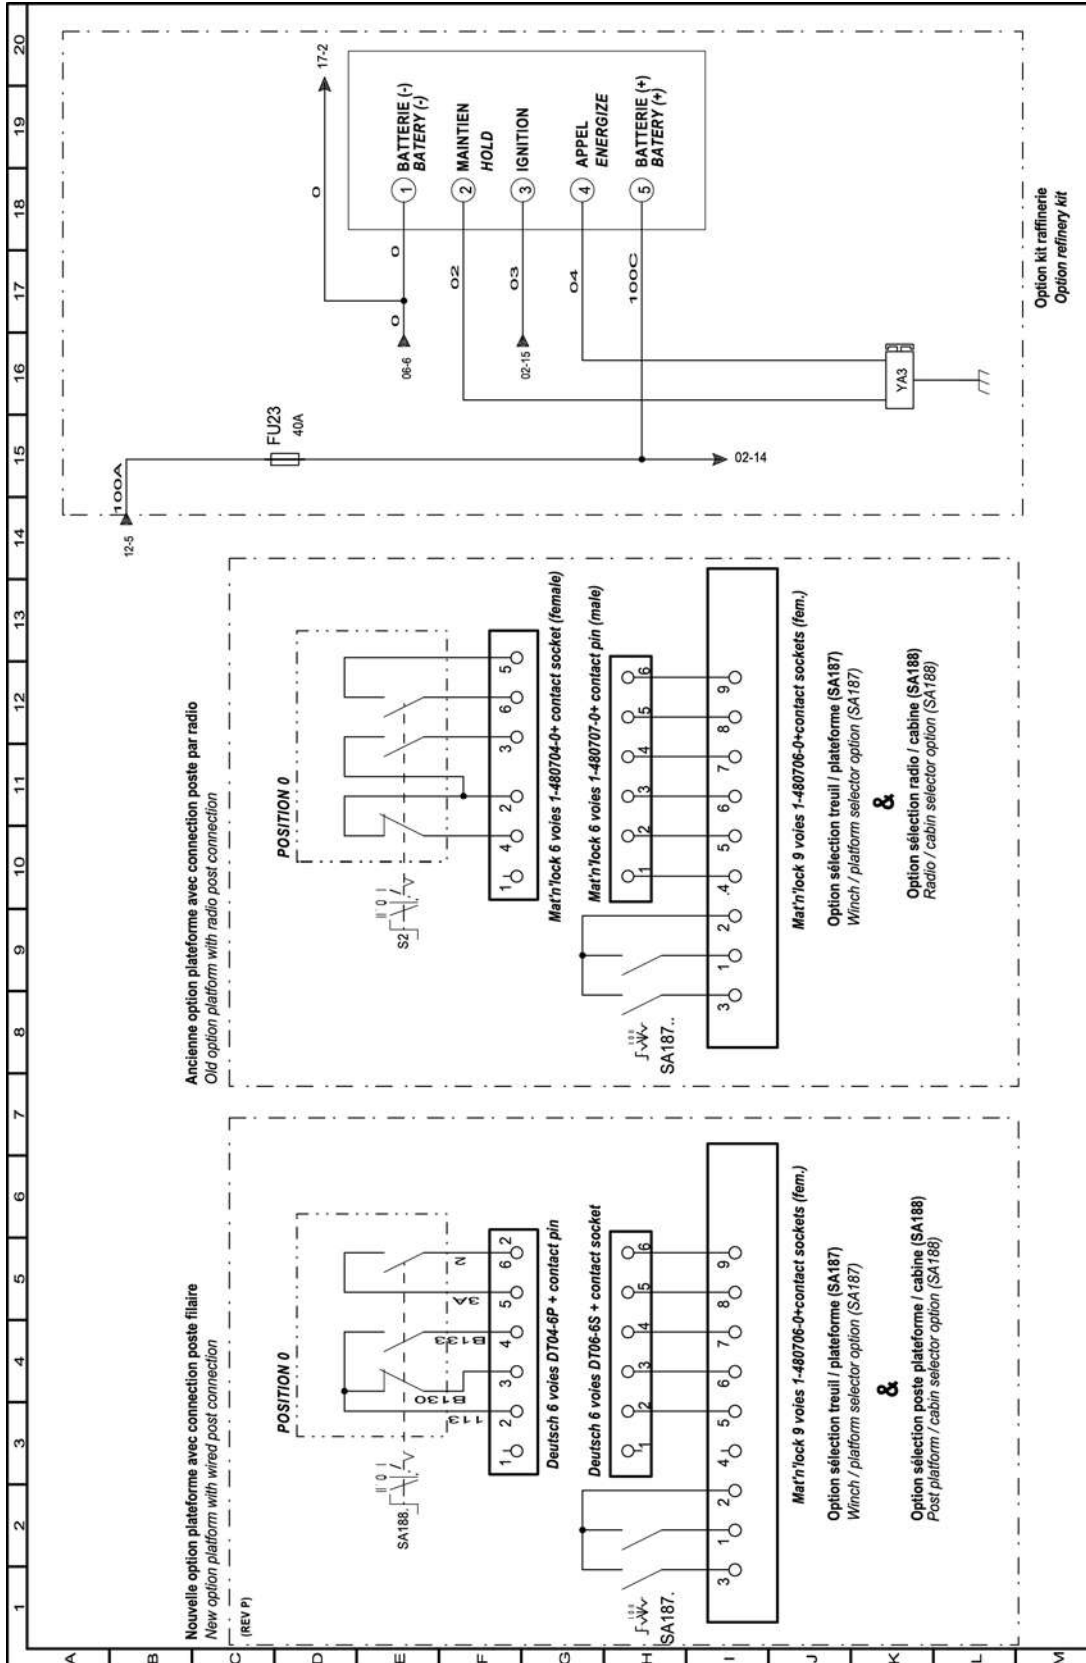 1 2 3 4 5 6 7 8 9 10 11 12 13 14 15 16 17 18 19 20
A
B
C
D
E
F
G
H
I
J
K
L
M
Nouvelle option plateforme avec connection poste filaire
New option platform with wired post connection
(REV P)
POSITION 0
II 0 I
SA188.
113
B130
B133
3A
N
1 2 3 4 5 6 2
Deutsch 6 voies DT04-6P + contact pin
Deutsch 6 voies DT06-6S + contact socket
1 2 3 4 5 6
SA187.
3 1 2 4 5 6 7 8 9
Mat'n'lock 9 voies 1-480706-0+contact sockets (fem.)
Option sélection treuil / plateforme (SA187)
Winch / platform selector option (SA187)
&
Option sélection poste plateforme / cabine (SA188)
Post platform / cabin selector option (SA188)
Ancienne option plateforme avec connection poste par radio
Old option platform with radio post connection
POSITION 0
II 0 I
S2
1 4 2 3 6 5
Mat'n'lock 6 voies 1-480704-0+ contact socket (female)
Mat'n'lock 6 voies 1-480707-0+ contact pin (male)
1 2 3 4 5 6
SA187..
3 1 2 4 5 6 7 8 9
Mat'n'lock 9 voies 1-480706-0+contact sockets (fem.)
Option sélection treuil / plateforme (SA187)
Winch / platform selector option (SA187)
&
Option sélection radio / cabine (SA188)
Radio / cabin selector option (SA188)
12-5
100A
FU23
40A
02-14
17-2
0
06-6
0
0
1
BATTERIE (-)
BATERY (-)
02
2
MAINTIEN
HOLD
02-15
03
3
IGNITION
04
4
APPEL
ENERGIZE
100C
5
BATTERIE (+)
BATERY (+)
YA3
Option kit raffinerie
Option refinery kit